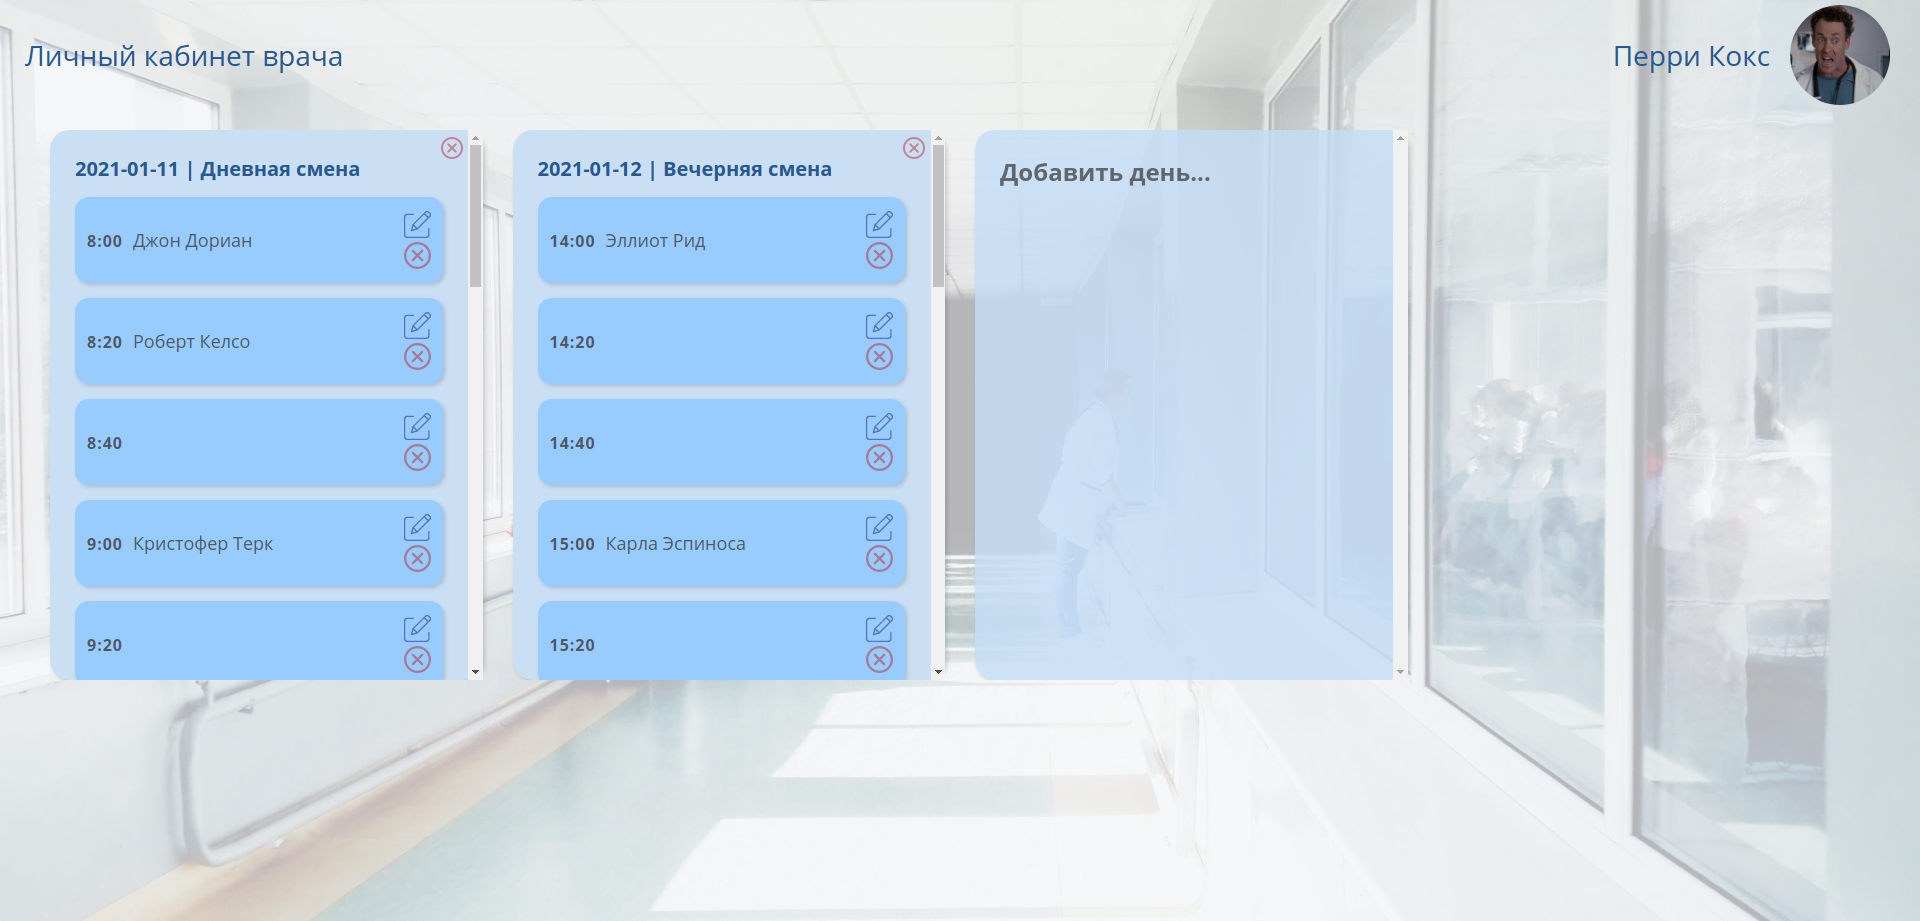 Личный кабинет врача
Перри Кокс
2021-01-11 | Дневная смена
8:00 Джон Дориан
8:20 Роберт Келсо
8:40
9:00 Кристофер Терк
9:20
2021-01-12 | Вечерняя смена
14:00 Эллиот Рид
14:20
14:40
15:00 Карла Эспиноса
15:20
Добавить день...